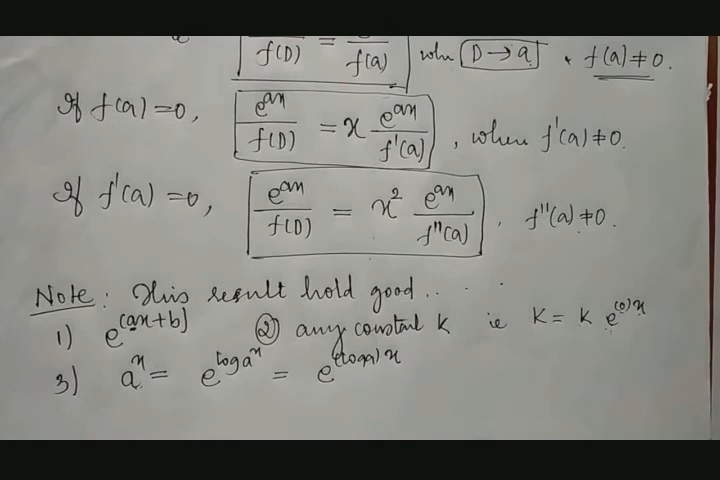 f(D) = f(a) when D → a & f(a) ≠ 0.
If f(a) = 0, e^{ax}/f(D) = x e^{ax}/f'(a), when f'(a) ≠ 0.
If f'(a) = 0, e^{ax}/f(D) = x^2 e^{ax}/f''(a), f''(a) ≠ 0.
Note: This result hold good.. . .
1) e^{(ax+b)} ② any constant k ie K = K e^{(0)x}
3) a^x = e^{log a^x} = e^{(log a) x}